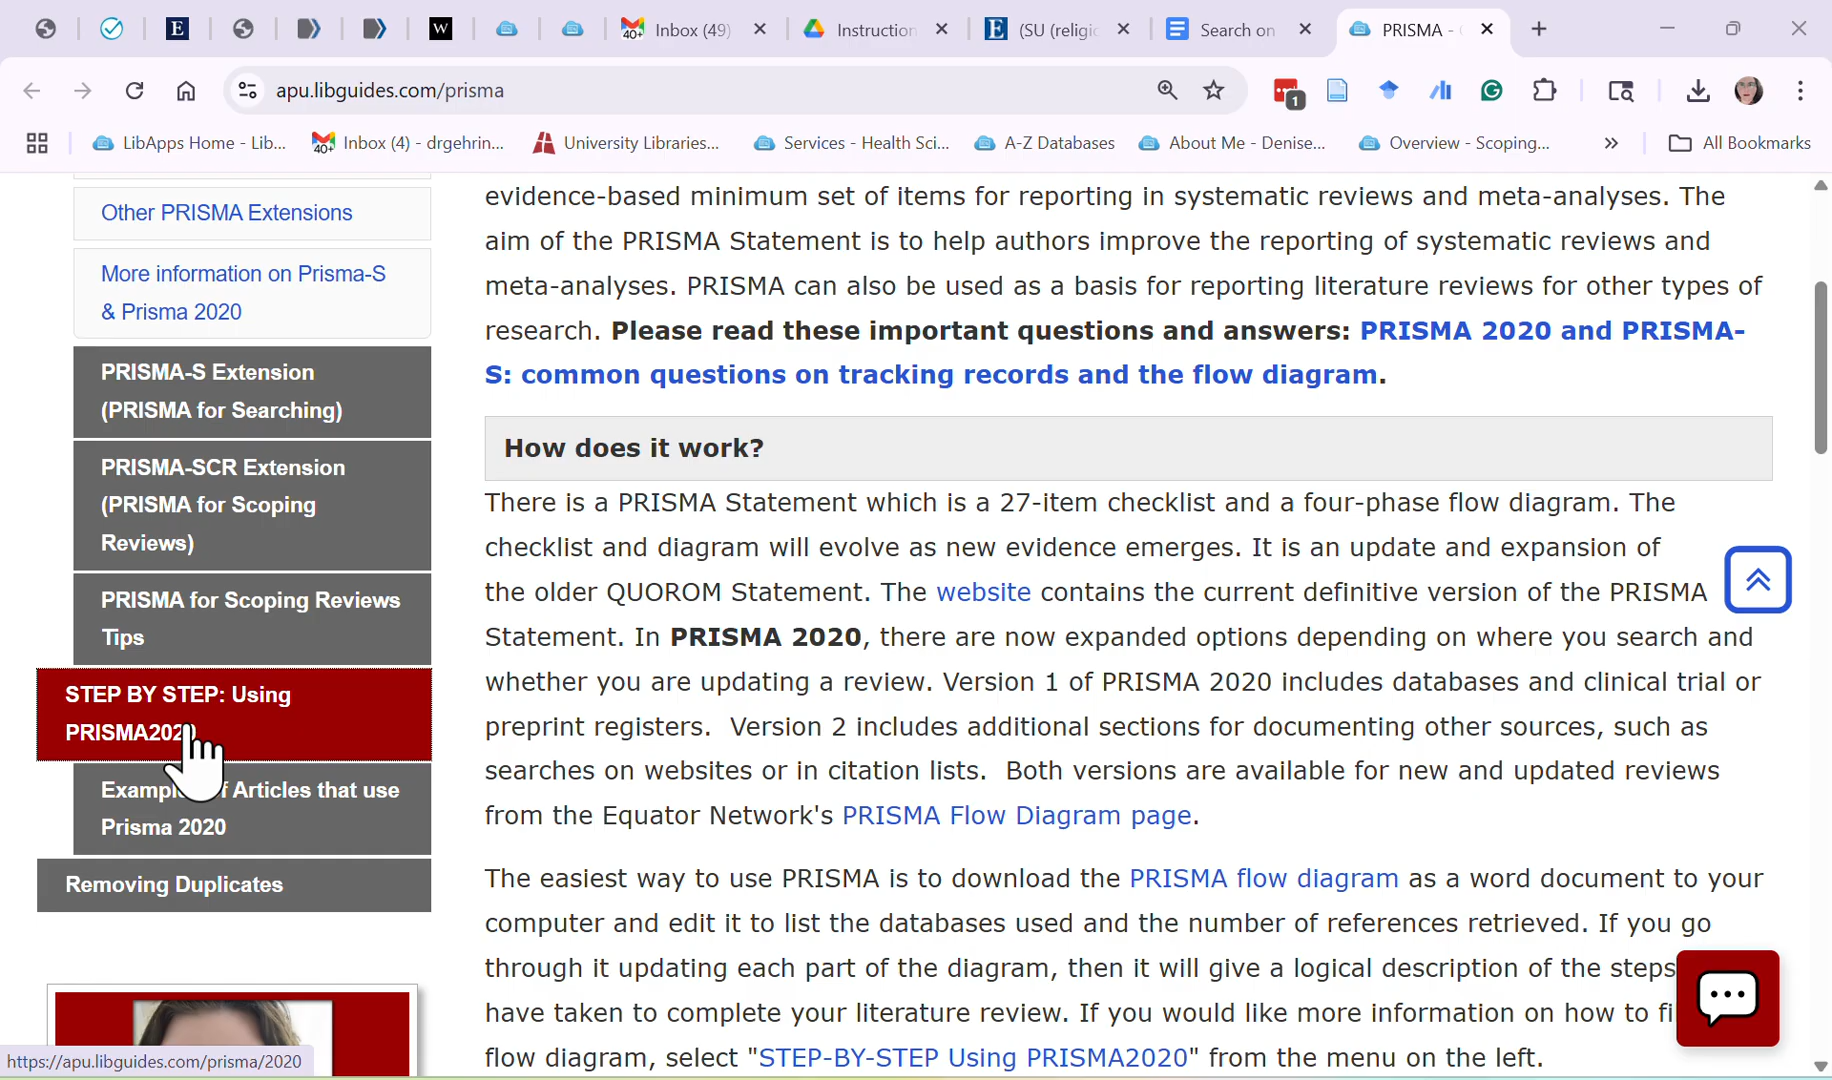 Inbox (49)
Instruction
(SU (religio
Search on
PRISMA -
apu.libguides.com/prisma
1
LibApps Home - Lib...
Inbox (4) - drgehrin...
University Libraries...
Services - Health Sci...
A-Z Databases
About Me - Denise...
Overview - Scoping...
All Bookmarks
Other PRISMA Extensions
More information on Prisma-S
& Prisma 2020
PRISMA-S Extension
(PRISMA for Searching)
PRISMA-SCR Extension
(PRISMA for Scoping
Reviews)
PRISMA for Scoping Reviews
Tips
STEP BY STEP: Using
PRISMA202
Exampl f Articles that use
Prisma 2020
Removing Duplicates
evidence-based minimum set of items for reporting in systematic reviews and meta-analyses. The
aim of the PRISMA Statement is to help authors improve the reporting of systematic reviews and
meta-analyses. PRISMA can also be used as a basis for reporting literature reviews for other types of
research. Please read these important questions and answers: PRISMA 2020 and PRISMA-
S: common questions on tracking records and the flow diagram.
How does it work?
There is a PRISMA Statement which is a 27-item checklist and a four-phase flow diagram. The
checklist and diagram will evolve as new evidence emerges. It is an update and expansion of
the older QUOROM Statement. The website contains the current definitive version of the PRISMA
Statement. In PRISMA 2020, there are now expanded options depending on where you search and
whether you are updating a review. Version 1 of PRISMA 2020 includes databases and clinical trial or
preprint registers. Version 2 includes additional sections for documenting other sources, such as
searches on websites or in citation lists. Both versions are available for new and updated reviews
from the Equator Network's PRISMA Flow Diagram page.
The easiest way to use PRISMA is to download the PRISMA flow diagram as a word document to your
computer and edit it to list the databases used and the number of references retrieved. If you go
through it updating each part of the diagram, then it will give a logical description of the steps
have taken to complete your literature review. If you would like more information on how to fi
flow diagram, select "STEP-BY-STEP Using PRISMA2020" from the menu on the left.
https://apu.libguides.com/prisma/2020